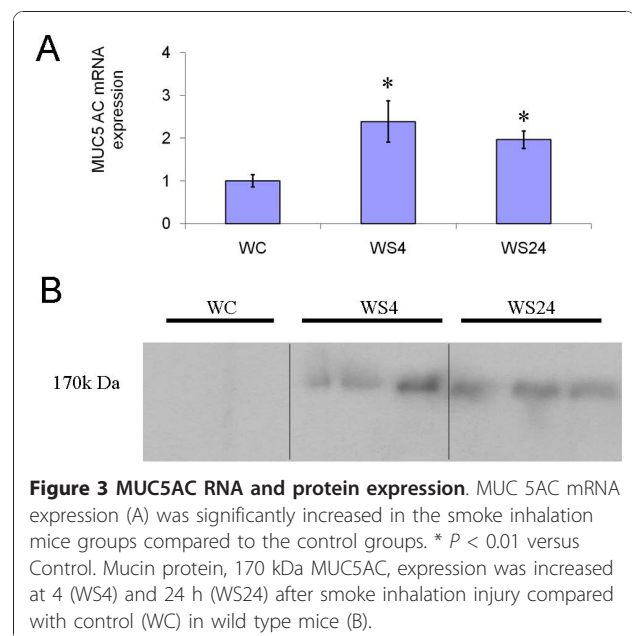 A
MUC5 AC mRNA
expression
4
3
2
1
0
*
*
WC
WS4
WS24
B
WC
WS4
WS24
170k Da
Figure 3 MUC5AC RNA and protein expression. MUC 5AC mRNA
expression (A) was significantly increased in the smoke inhalation
mice groups compared to the control groups. * P < 0.01 versus
Control. Mucin protein, 170 kDa MUC5AC, expression was increased
at 4 (WS4) and 24 h (WS24) after smoke inhalation injury compared
with control (WC) in wild type mice (B).